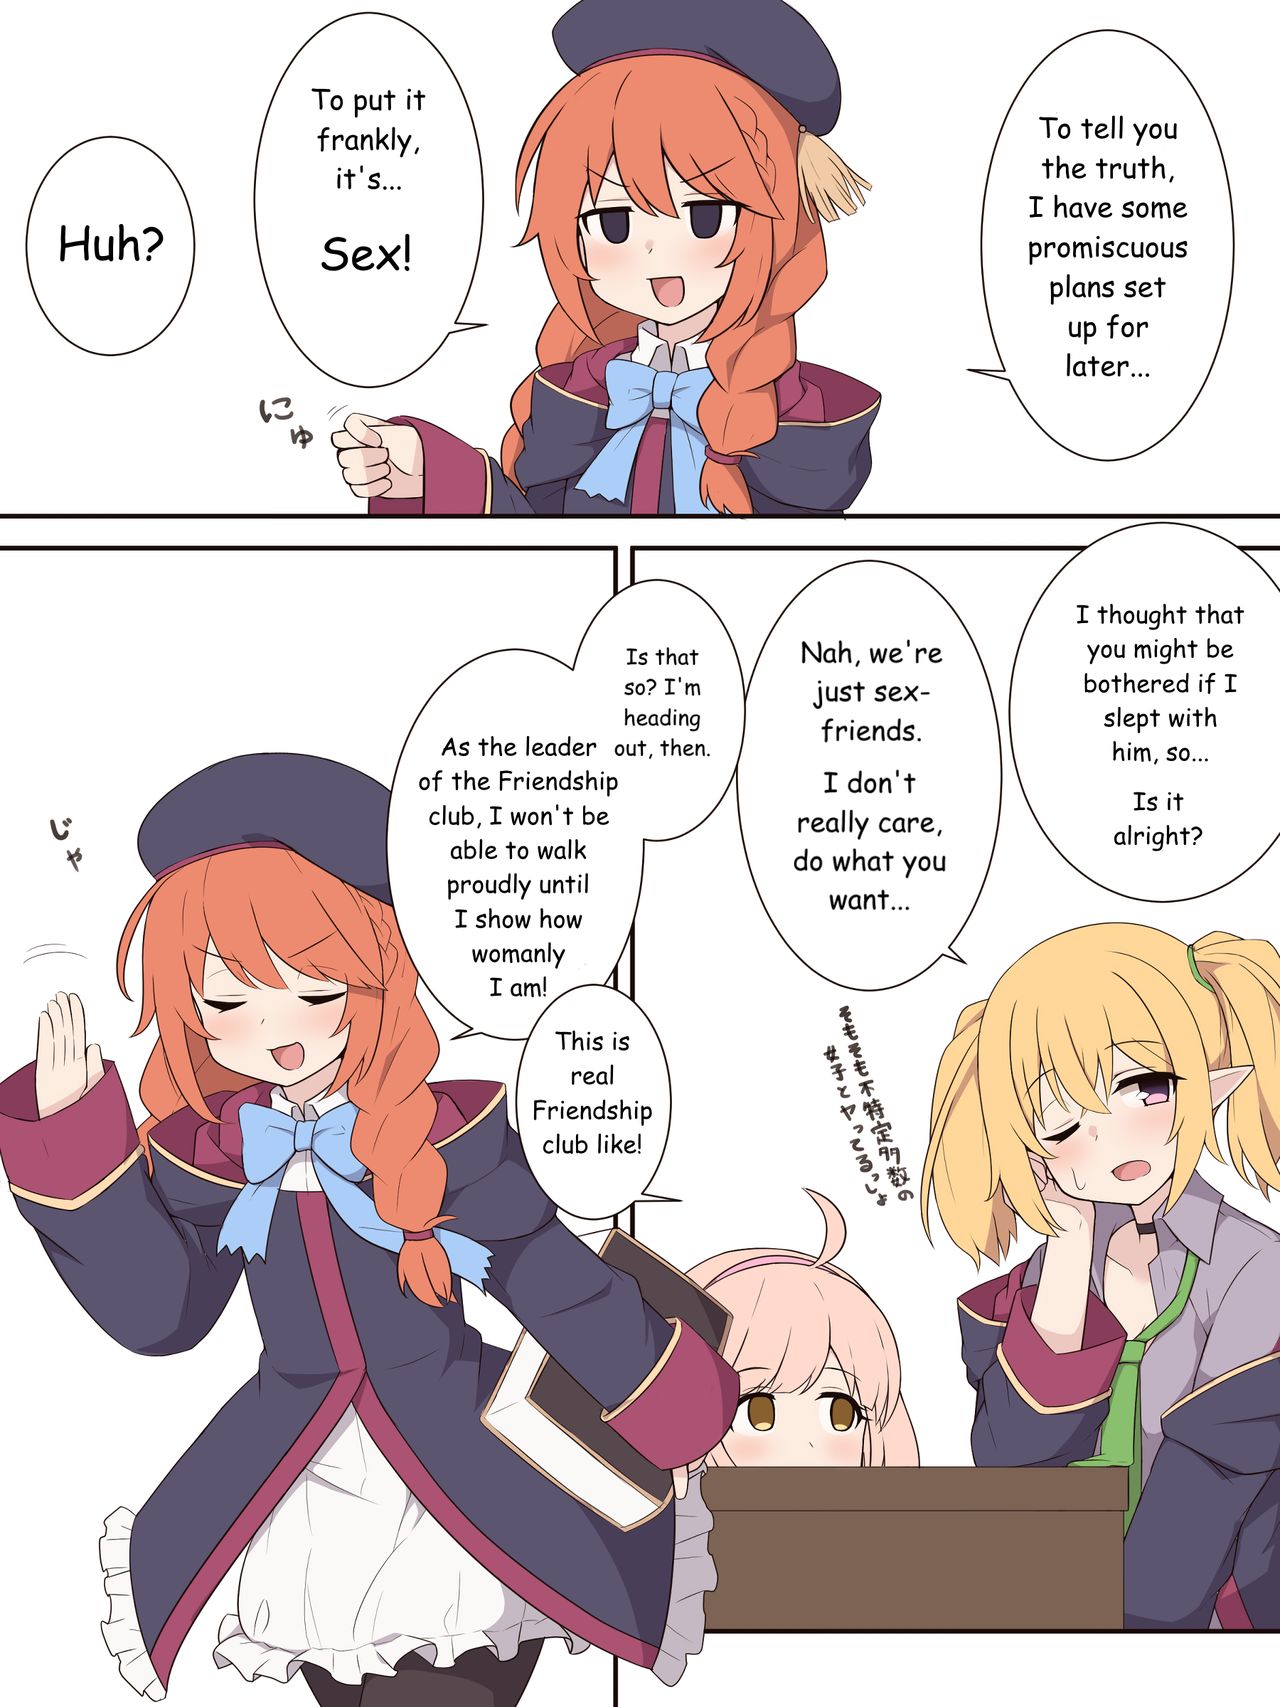 To tell you
the truth,
I have some
promiscuous
plans set
up for
later...
To put it
frankly,
it's...
Sex!
Huh?
にゅ
I thought that
you might be
bothered if I
slept with
him, so...
Is it
alright?
Nah, we're
just sex-
friends.
I don't
really care,
do what you
want...
そもそも不特定多数の
女子とヤってるっしょ
Is that
so? I'm
heading
out, then.
As the leader
of the Friendship
club, I won't be
able to walk
proudly until
I show how
womanly
I am!
This is
real
Friendship
club like!
じゃ